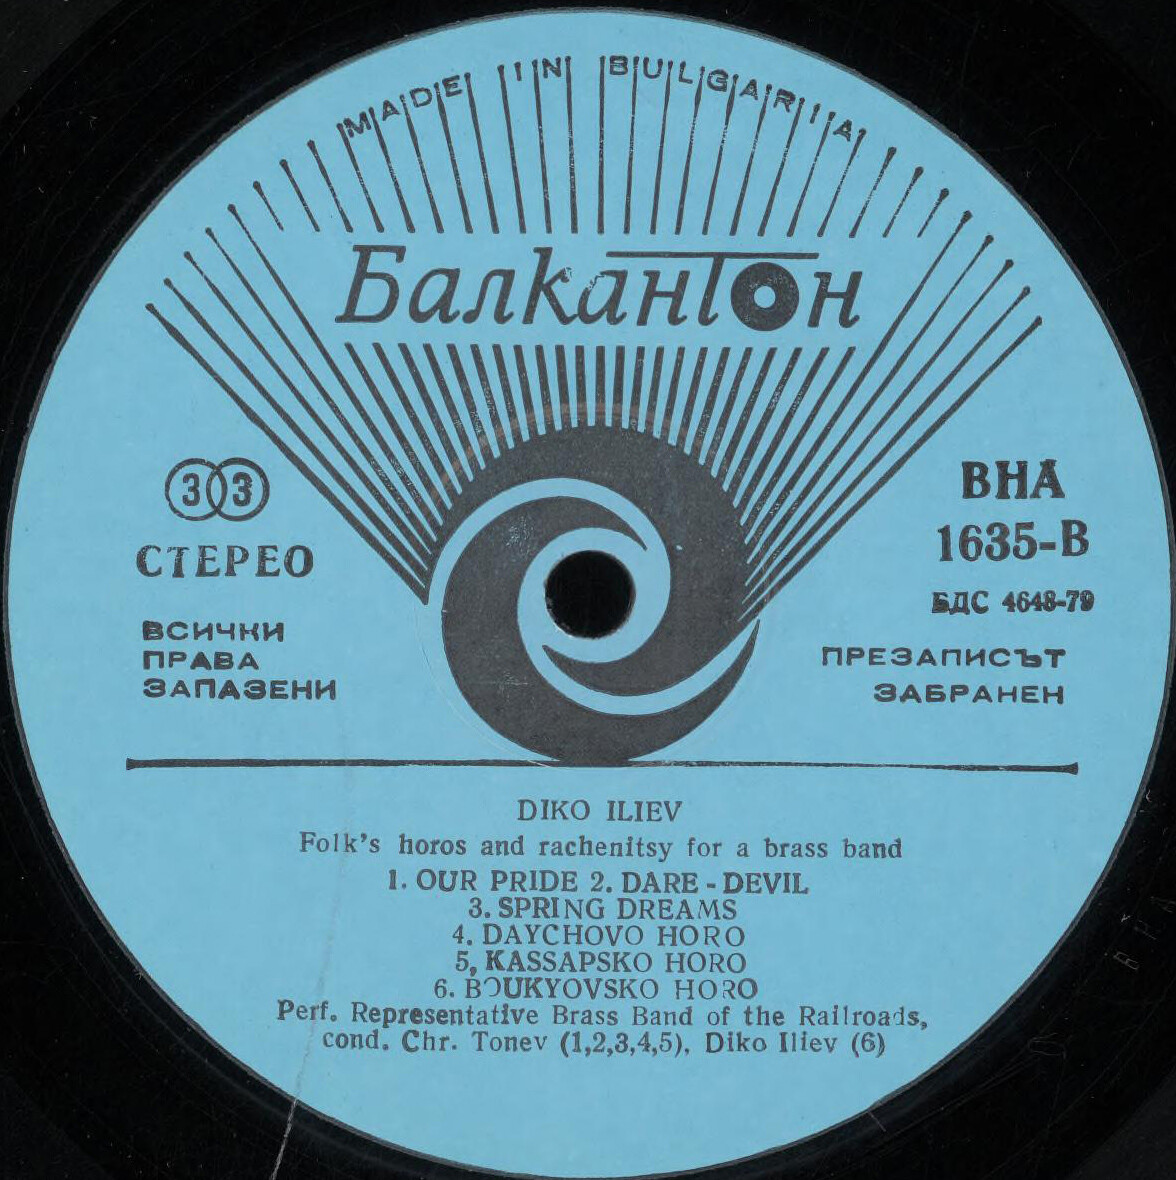 MADE IN BULGARIA
Балкантон
33
СТЕРЕО
ВСИЧКИ
ПРАВА
ЗАПАЗЕНИ
ВНА
1635-В
БДС 4648-79
ПРЕЗАПИСЪТ
ЗАБРАНЕН
DIKO ILIEV
Folk's horos and rachenitsy for a brass band
1. OUR PRIDE 2. DARE - DEVIL
3. SPRING DREAMS
4. DAYCHOVO HORO
5, KASSAPSKO HORO
6. BOUKYOVSKO HORO
Perf. Representative Brass Band of the Railroads,
cond. Chr. Tonev (1,2,3,4,5), Diko Iliev (6)